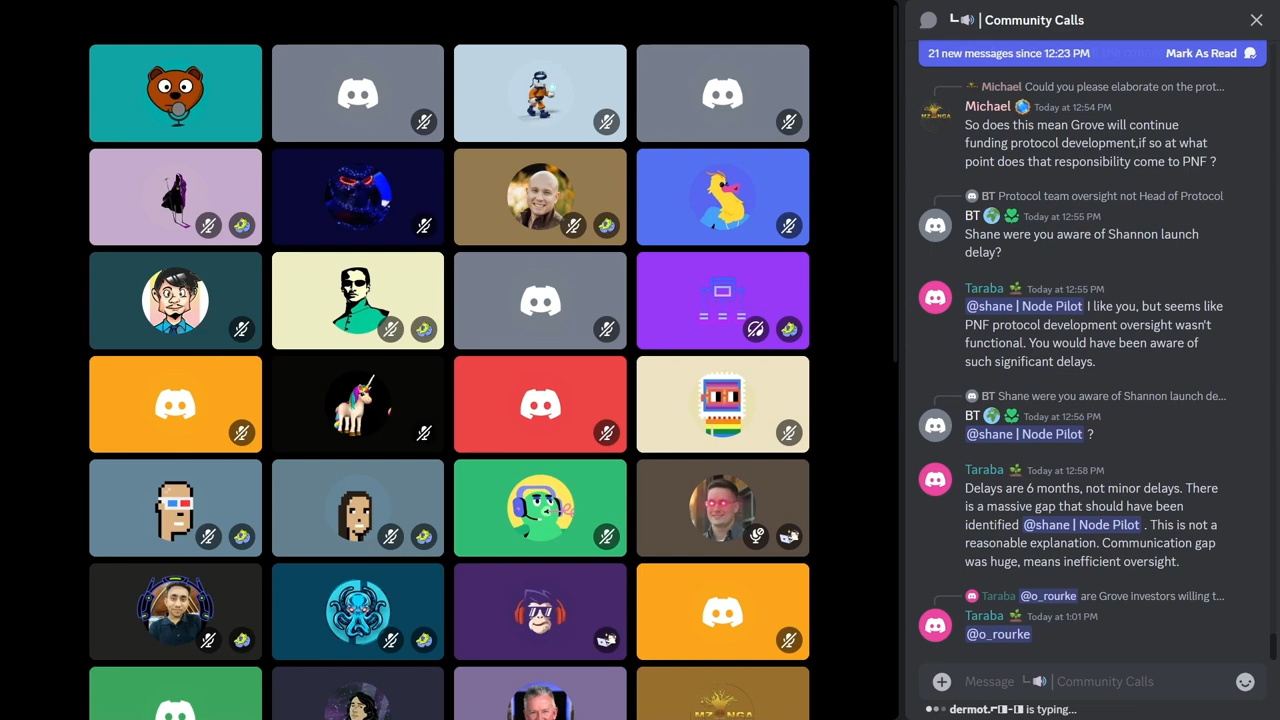 | Community Calls
21 new messages since 12:23 PM
Mark As Read
Michael Could you please elaborate on the prot...
Michael Today at 12:54 PM
So does this mean Grove will continue
funding protocol development,if so at what
point does that responsibility come to PNF ?
BT Protocol team oversight not Head of Protocol
BT Today at 12:55 PM
Shane were you aware of Shannon launch
delay?
Taraba Today at 12:55 PM
@shane | Node Pilot I like you, but seems like
PNF protocol development oversight wasn't
functional. You would have been aware of
such significant delays.
BT Shane were you aware of Shannon launch de...
BT Today at 12:56 PM
@shane | Node Pilot ?
Taraba Today at 12:58 PM
Delays are 6 months, not minor delays. There
is a massive gap that should have been
identified @shane | Node Pilot . This is not a
reasonable explanation. Communication gap
was huge, means inefficient oversight.
Taraba @o_rourke are Grove investors willing t...
Taraba Today at 1:01 PM
@o_rourke
Message | Community Calls
dermot. is typing...